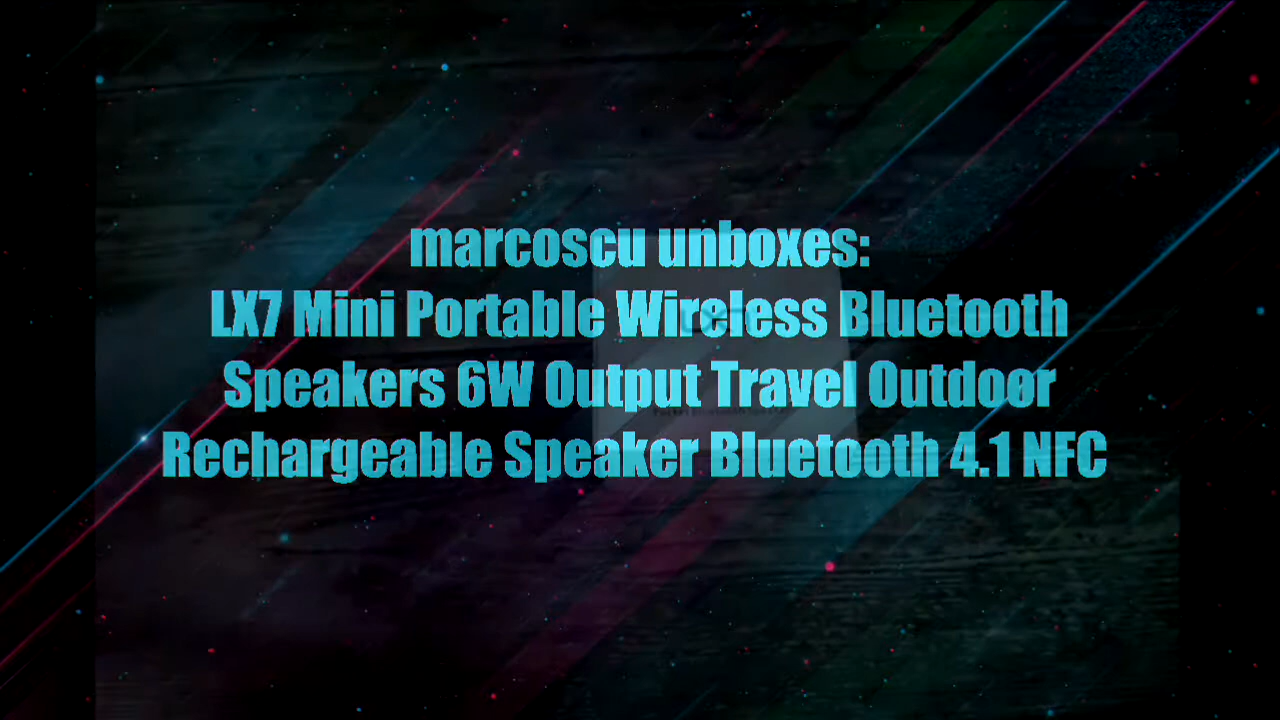 marcoscu unboxes:
LX7 Mini Portable Wireless Bluetooth
Speakers 6W Output Travel Outdoor
Rechargeable Speaker Bluetooth 4.1 NFC